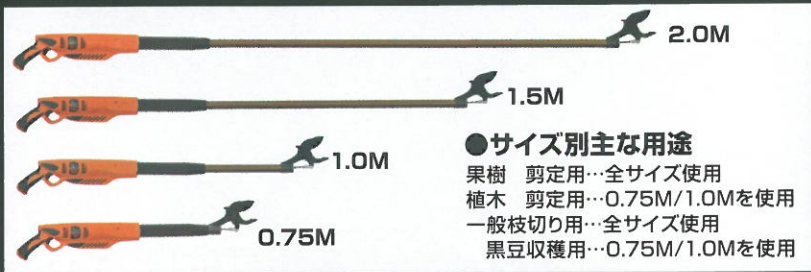 2.0M
1.5M
1.0M
0.75M
●サイズ別主な用途
果樹 剪定用…全サイズ使用
植木 剪定用…0.75M/1.0Mを使用
一般枝切り用…全サイズ使用
黒豆収穫用…0.75M/1.0Mを使用